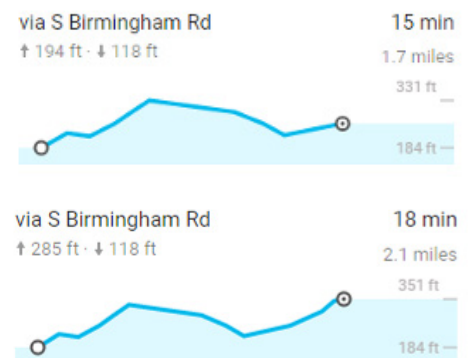 via S Birmingham Rd 15 min
↑ 194 ft · ↓ 118 ft 1.7 miles
331 ft
184 ft
via S Birmingham Rd 18 min
↑ 285 ft · ↓ 118 ft 2.1 miles
351 ft
184 ft